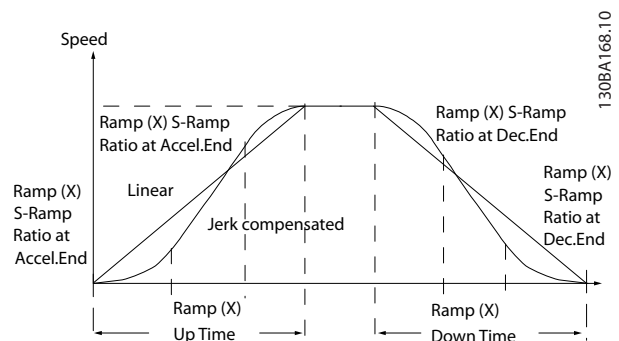 Speed
130BA168.10
Ramp (X) S-Ramp
Ratio at Accel.End
Ramp (X) S-Ramp
Ratio at Dec.End
Ramp (X)
S-Ramp
Ratio at
Accel.End
Linear
Jerk compensated
Ramp (X)
S-Ramp
Ratio at
Dec.End
Ramp (X)
Up Time
Ramp (X)
Down Time